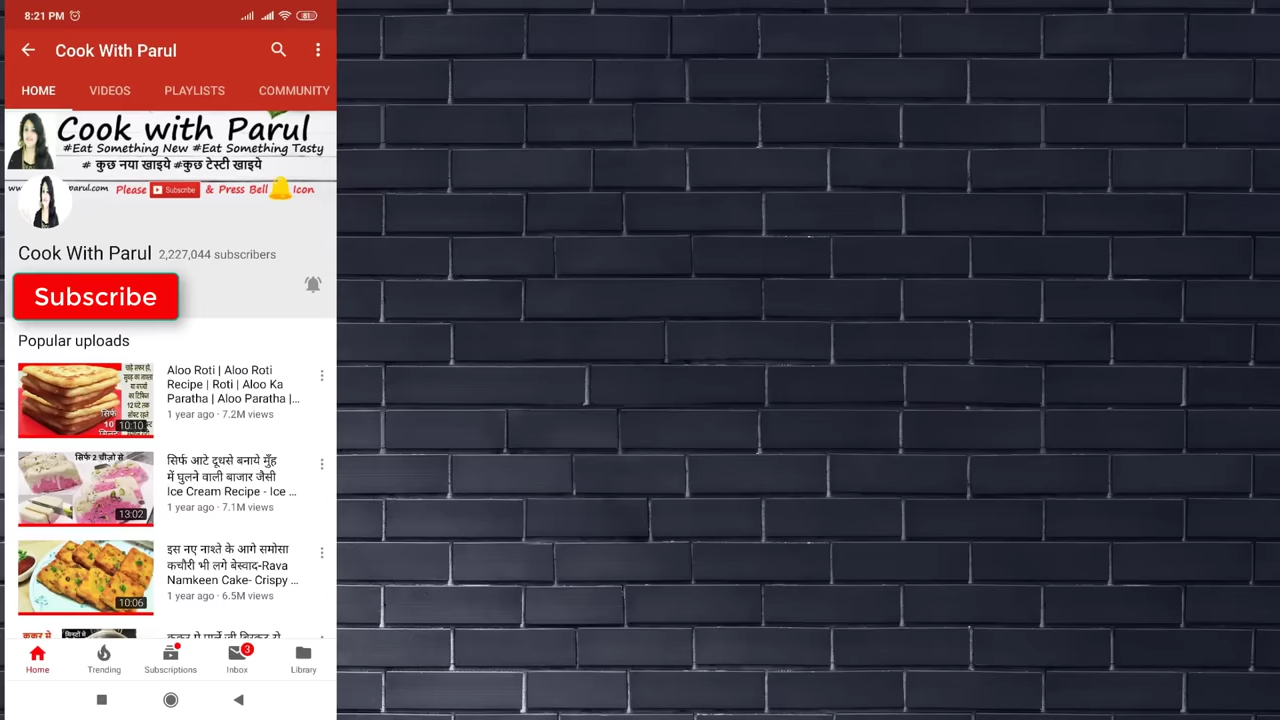 8:21 PM
81
Cook With Parul
HOME VIDEOS PLAYLISTS COMMUNITY
Cook with Parul
#Eat Something New #Eat Something Tasty
# कुछ नया खाइये #कुछ टेस्टी खाइये
parul.com Please Subscribe & Press Bell Icon
Cook With Parul 2,227,044 subscribers
Subscribe
Popular uploads
Aloo Roti | Aloo Roti
Recipe | Roti | Aloo Ka
Paratha | Aloo Paratha |...
1 year ago · 7.2M views
सिर्फ
10
10:10
सिर्फ 2 चीज़ो से
सिर्फ आटे दूधसे बनाये मुँह
में घुलने वाली बाजार जैसी
Ice Cream Recipe - Ice ...
1 year ago · 7.1M views
13:02
इस नए नाश्ते के आगे समोसा
कचौरी भी लगे बेस्वाद-Rava
Namkeen Cake- Crispy ...
1 year ago · 6.5M views
10:06
Home Trending Subscriptions Inbox Library
3